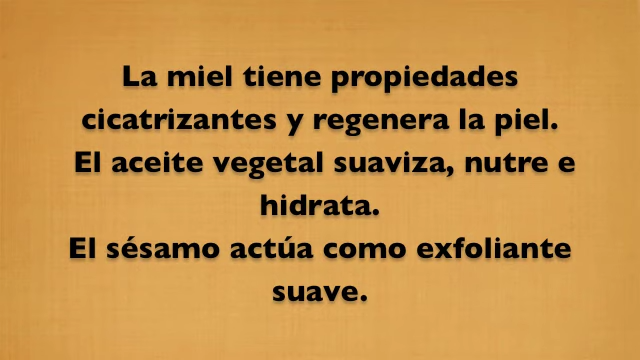 La miel tiene propiedades
cicatrizantes y regenera la piel.
El aceite vegetal suaviza, nutre e
hidrata.
El sésamo actúa como exfoliante
suave.